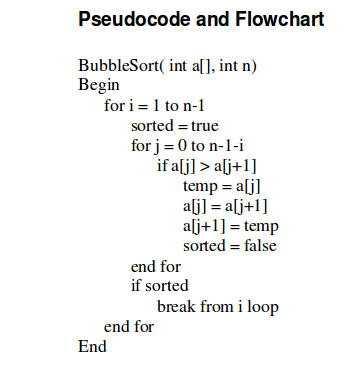 Pseudocode and Flowchart
BubbleSort( int a[], int n)
Begin
for i = 1 to n-1
sorted = true
for j = 0 to n-1-i
if a[j] > a[j+1]
temp = a[j]
a[j] = a[j+1]
a[j+1] = temp
sorted = false
end for
if sorted
break from i loop
end for
End